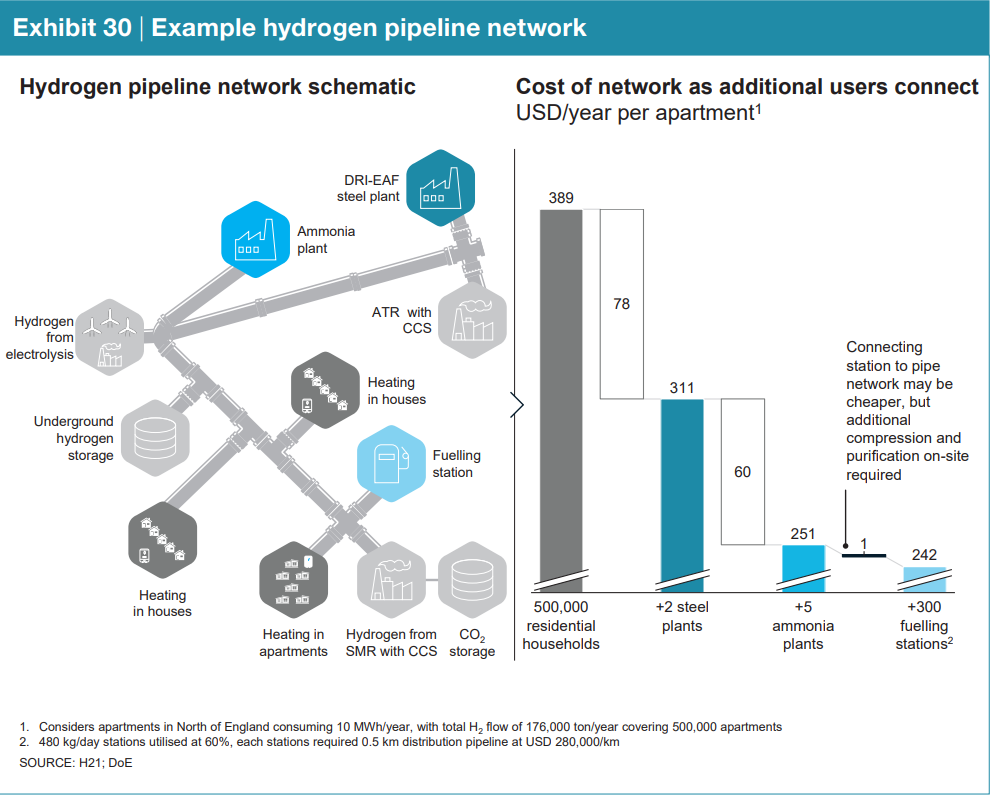 Exhibit 30 | Example hydrogen pipeline network
Hydrogen pipeline network schematic
DRI-EAF
steel plant
Ammonia
plant
ATR with
CCS
Hydrogen
from
electrolysis
Heating
in houses
Underground
hydrogen
storage
Fuelling
station
Heating
in houses
Heating in
apartments
Hydrogen from
SMR with CCS
CO2
storage
Cost of network as additional users connect
USD/year per apartment1
389
78
311
60
251
1
242
Connecting
station to pipe
network may be
cheaper, but
additional
compression and
purification on-site
required
500,000
residential
households
+2 steel
plants
+5
ammonia
plants
+300
fuelling
stations2
1. Considers apartments in North of England consuming 10 MWh/year, with total H2 flow of 176,000 ton/year covering 500,000 apartments
2. 480 kg/day stations utilised at 60%, each stations required 0.5 km distribution pipeline at USD 280,000/km
SOURCE: H21; DoE